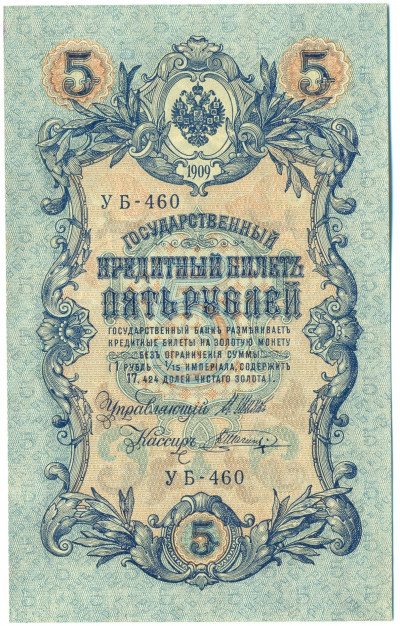 5 5
1909
УБ-460
ГОСУДАРСТВЕННЫЙ
КРЕДИТНЫЙ БИЛЕТЪ
ПЯТЬ РУБЛЕЙ
ГОСУДАРСТВЕННЫЙ БАНКЪ РАЗМѢНИВАЕТЪ
КРЕДИТНЫЕ БИЛЕТЫ НА ЗОЛОТУЮ МОНЕТУ
БЕЗЪ ОГРАНИЧЕНІЯ СУММЫ
(1 РУБЛЬ = 1/15 ИМПЕРІАЛА, СОДЕРЖИТЪ
17,424 ДОЛЕЙ ЧИСТАГО ЗОЛОТА).
Управляющій
Кассиръ
УБ-460
5